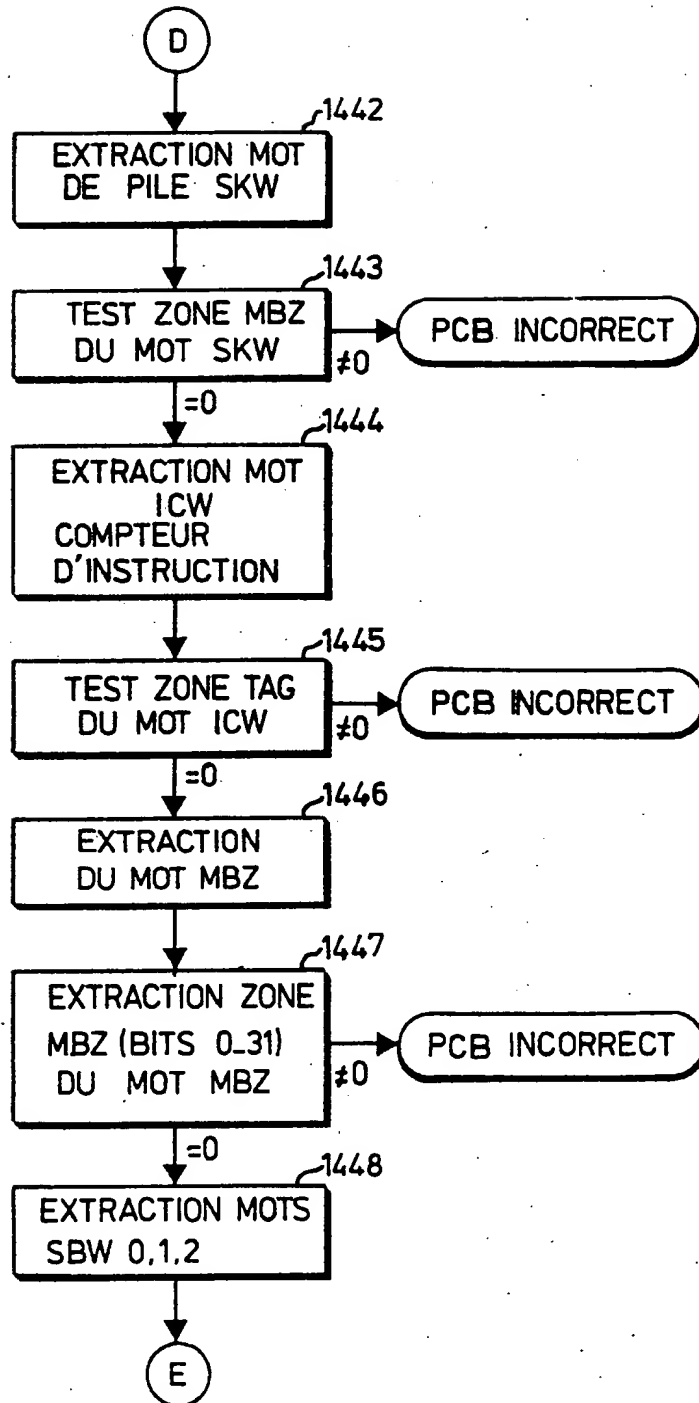 D
1442
EXTRACTION MOT
DE PILE SKW
1443
TEST ZONE MBZ
DU MOT SKW
≠0
PCB INCORRECT
=0
1444
EXTRACTION MOT
ICW
COMPTEUR
D'INSTRUCTION
1445
TEST ZONE TAG
DU MOT ICW
≠0
PCB INCORRECT
=0
1446
EXTRACTION
DU MOT MBZ
1447
EXTRACTION ZONE
MBZ (BITS 0_31)
DU MOT MBZ
≠0
PCB INCORRECT
=0
1448
EXTRACTION MOTS
SBW 0,1,2
E